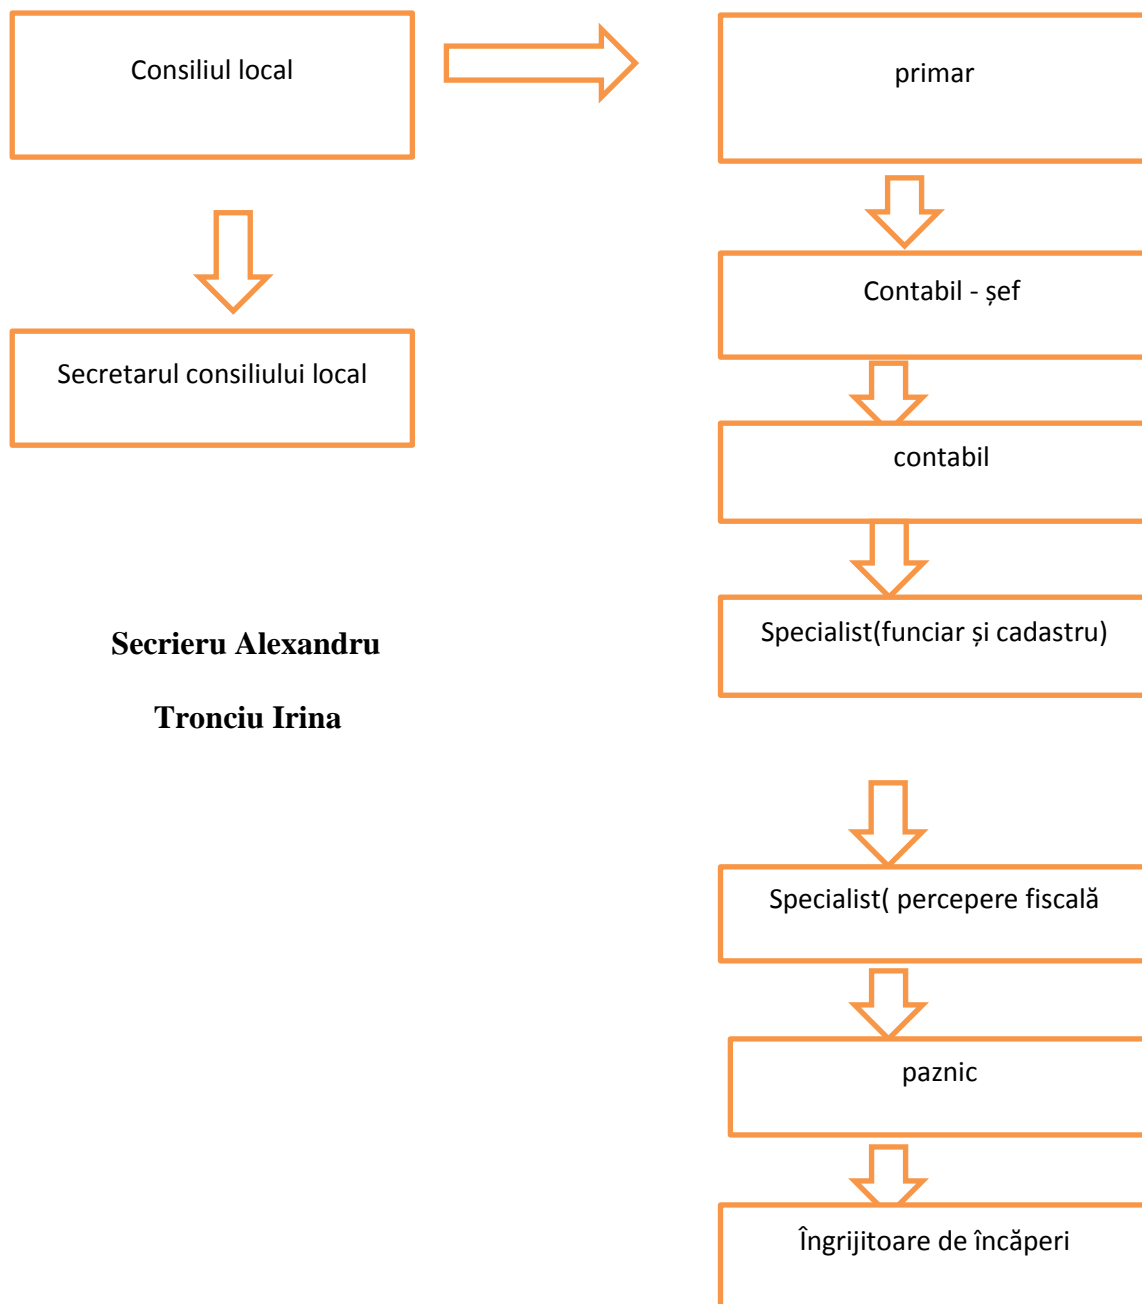 Consiliul local
primar
Contabil - șef
Secretarul consiliului local
contabil
Specialist(funciar și cadastru)
Secrieru Alexandru
Tronciu Irina
Specialist( percepere fiscală
paznic
Îngrijitoare de încăperi